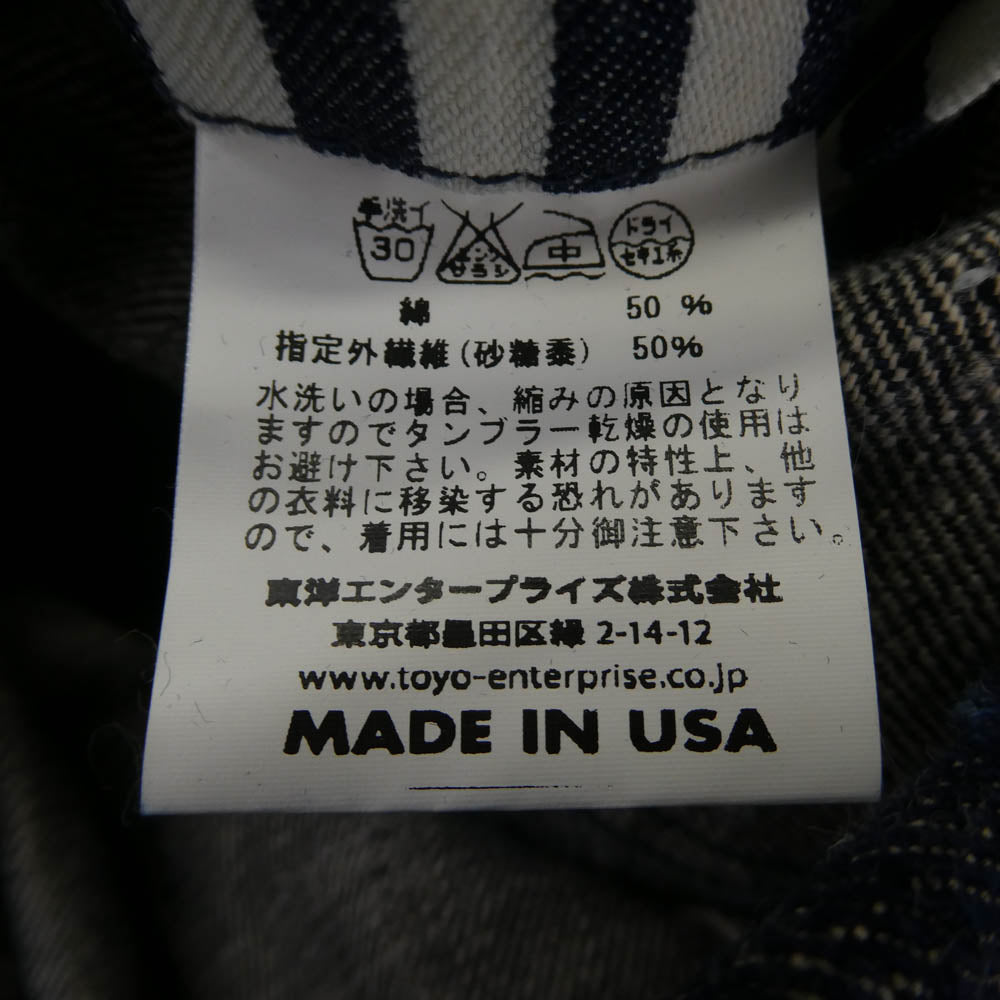 手洗イ
30
エンソ
サラシ
中
ドライ
セキユ系
綿 50 %
指定外繊維(砂糖黍) 50%
水洗いの場合、縮みの原因となり
ますのでタンブラー乾燥の使用は
お避け下さい。素材の特性上、他
の衣料に移染する恐れがあります
ので、着用には十分御注意下さい。
東洋エンタープライズ株式会社
東京都墨田区緑 2-14-12
www.toyo-enterprise.co.jp
MADE IN USA